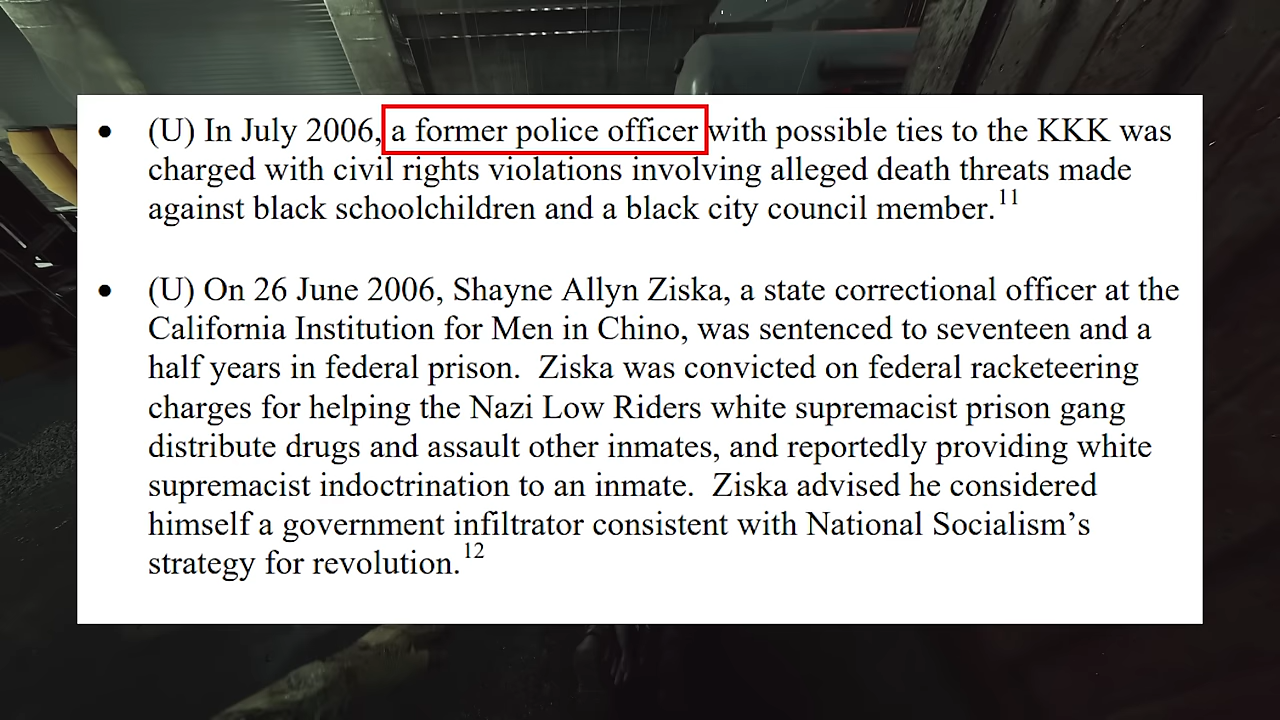 • (U) In July 2006, a former police officer with possible ties to the KKK was
charged with civil rights violations involving alleged death threats made
against black schoolchildren and a black city council member.11
• (U) On 26 June 2006, Shayne Allyn Ziska, a state correctional officer at the
California Institution for Men in Chino, was sentenced to seventeen and a
half years in federal prison.  Ziska was convicted on federal racketeering
charges for helping the Nazi Low Riders white supremacist prison gang
distribute drugs and assault other inmates, and reportedly providing white
supremacist indoctrination to an inmate.  Ziska advised he considered
himself a government infiltrator consistent with National Socialism’s
strategy for revolution.12